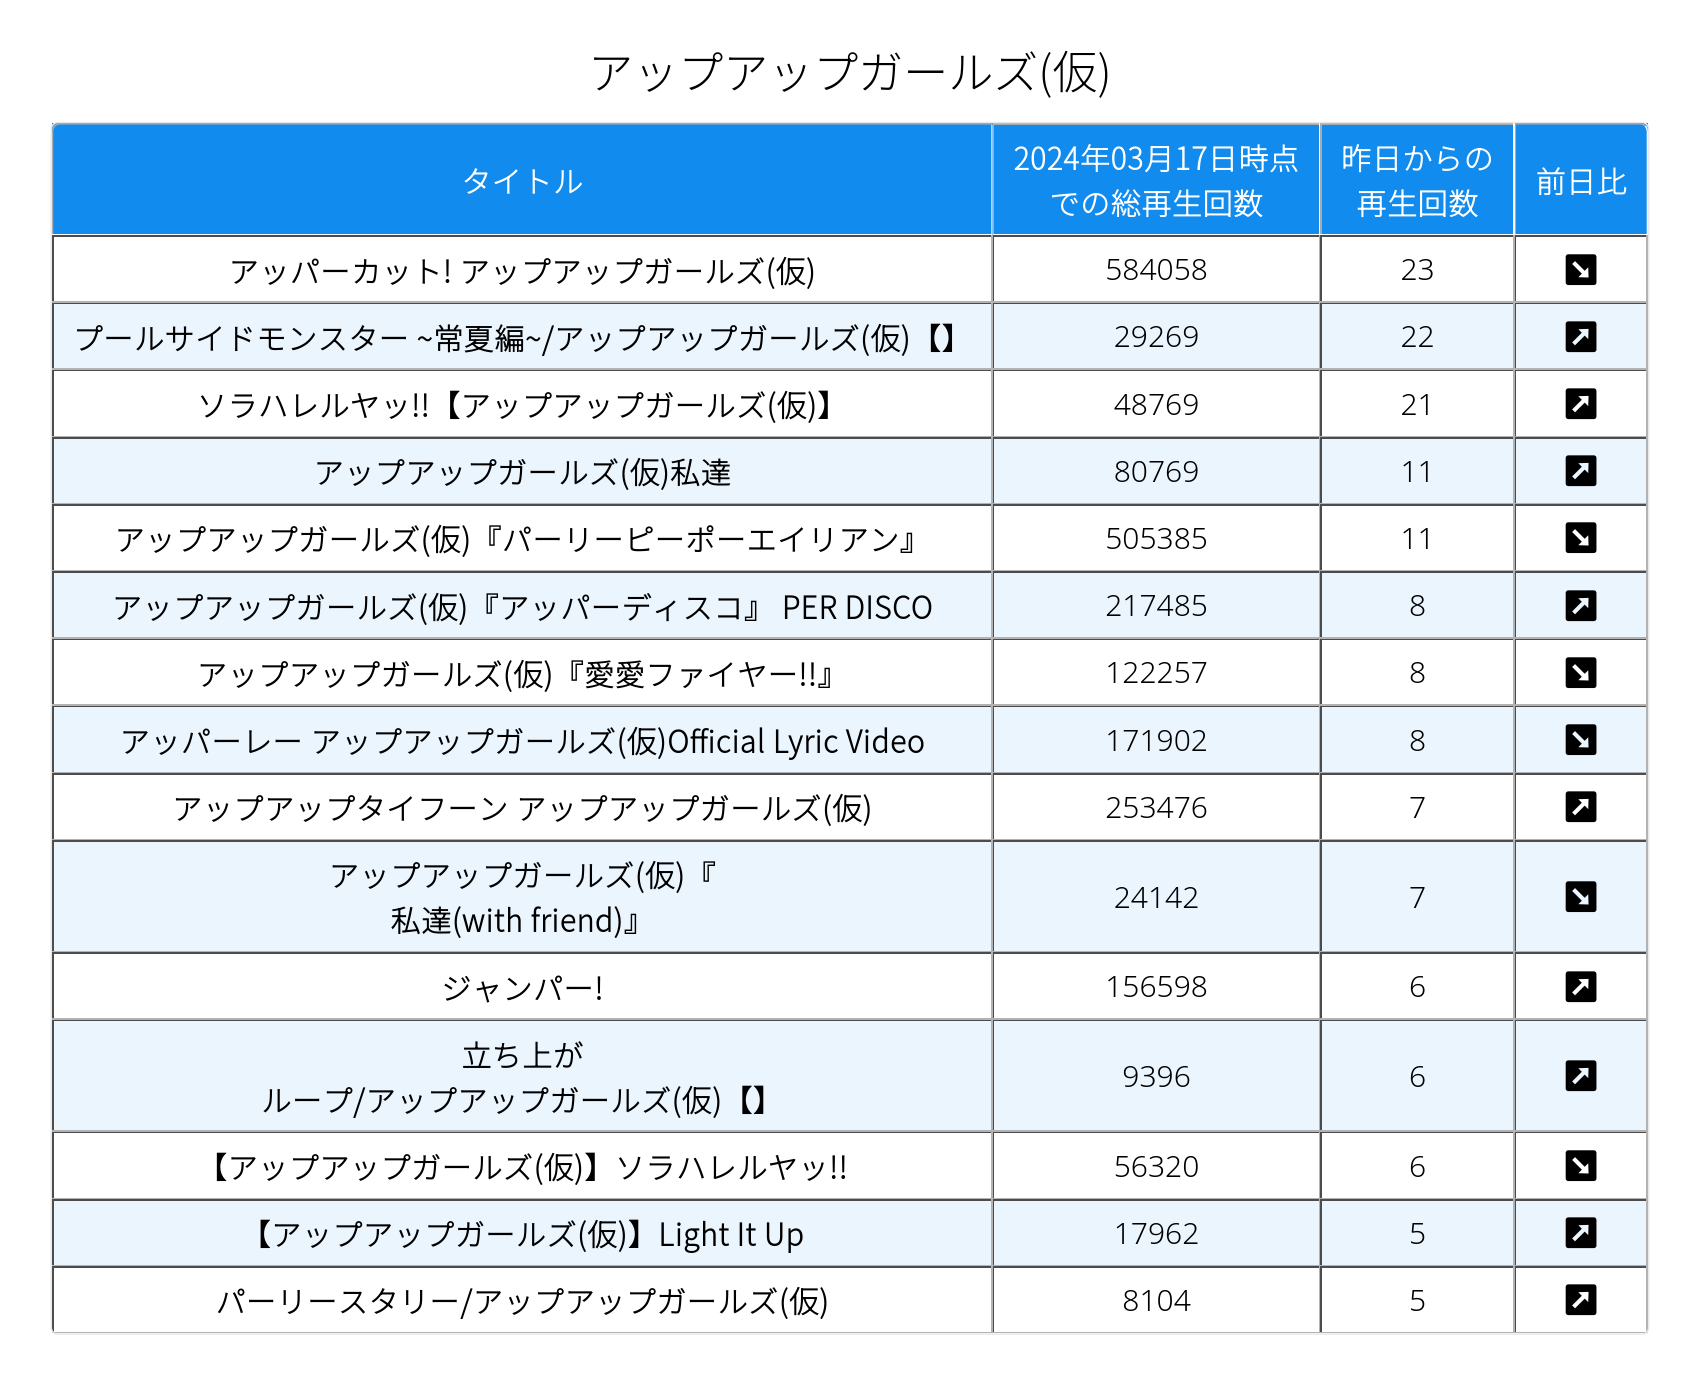 アップアップガールズ(仮)
タイトル
2024年03月17日時点
での総再生回数
昨日からの
再生回数
前日比
アッパーカット! アップアップガールズ(仮)
584058
23
プールサイドモンスター ~常夏編~/アップアップガールズ(仮)【】
29269
22
ソラハレルヤッ!!【アップアップガールズ(仮)】
48769
21
アップアップガールズ(仮)私達
80769
11
アップアップガールズ(仮)『パーリーピーポーエイリアン』
505385
11
アップアップガールズ(仮)『アッパーディスコ』 PER DISCO
217485
8
アップアップガールズ(仮)『愛愛ファイヤー!!』
122257
8
アッパーレー アップアップガールズ(仮)Official Lyric Video
171902
8
アップアップタイフーン アップアップガールズ(仮)
253476
7
アップアップガールズ(仮)『
私達(with friend)』
24142
7
ジャンパー!
156598
6
立ち上が
ループ/アップアップガールズ(仮)【】
9396
6
【アップアップガールズ(仮)】ソラハレルヤッ!!
56320
6
【アップアップガールズ(仮)】Light It Up
17962
5
パーリースタリー/アップアップガールズ(仮)
8104
5